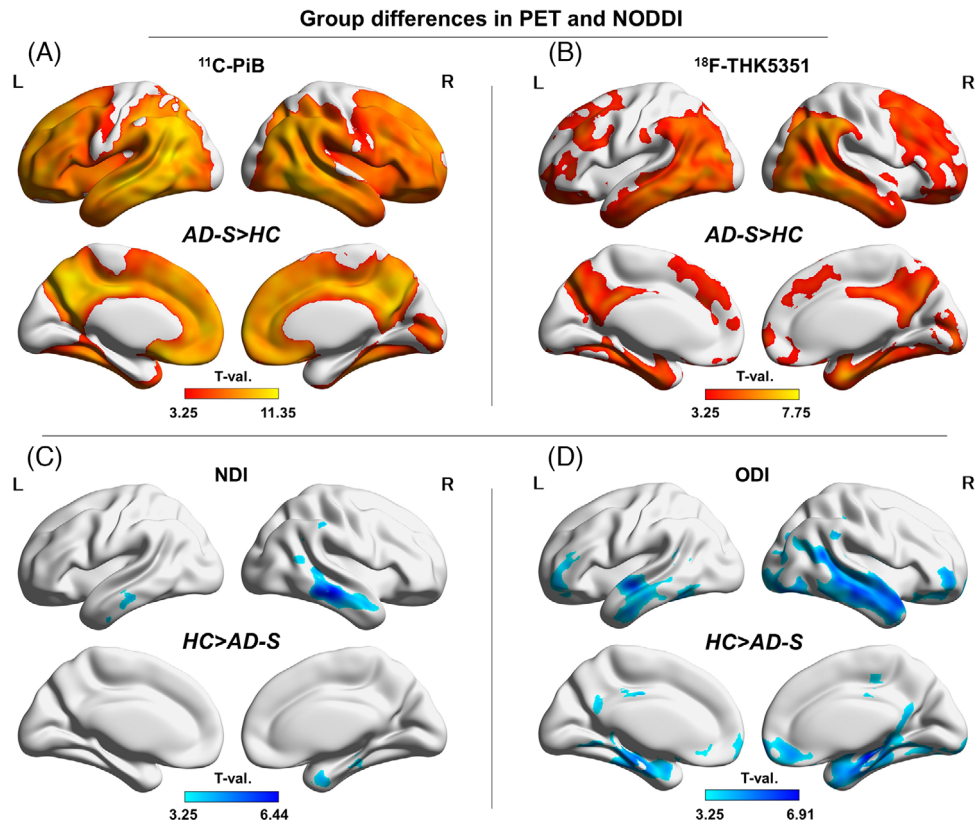 Group differences in PET and NODDI
(A)
¹¹C-PiB
L
R
AD-S>HC
T-val.
3.25 11.35
(B)
¹⁸F-THK5351
L
R
AD-S>HC
T-val.
3.25 7.75
(C)
NDI
L
R
HC>AD-S
T-val.
3.25 6.44
(D)
ODI
L
R
HC>AD-S
T-val.
3.25 6.91